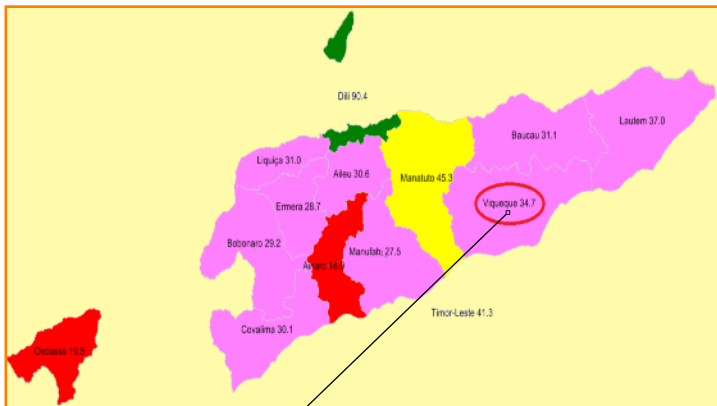 Dili 90.4
Lautem 37.0
Baucau 31.1
Liquiça 31.0
Aileu 30.6
Manatuto 45.3
Viqueque 34.7
Ermera 28.7
Bobonaro 29.2
Manufahi 27.5
Ainaro 16.9
Timor-Leste 41.3
Covalima 30.1
Oecusse 19.5